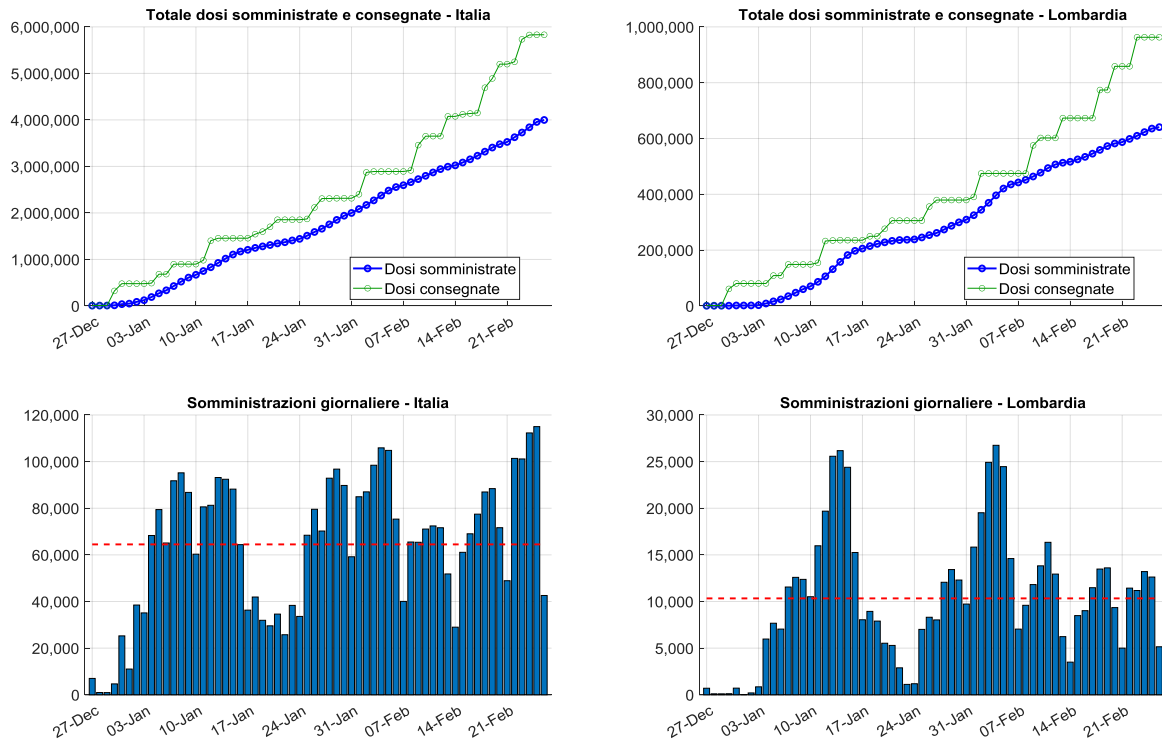 Totale dosi somministrate e consegnate - Italia
6,000,000
5,000,000
4,000,000
3,000,000
2,000,000
1,000,000
0
Dosi somministrate
Dosi consegnate
27-Dec
03-Jan
10-Jan
17-Jan
24-Jan
31-Jan
07-Feb
14-Feb
21-Feb
Totale dosi somministrate e consegnate - Lombardia
1,000,000
800,000
600,000
400,000
200,000
0
Dosi somministrate
Dosi consegnate
27-Dec
03-Jan
10-Jan
17-Jan
24-Jan
31-Jan
07-Feb
14-Feb
21-Feb
Somministrazioni giornaliere - Italia
120,000
100,000
80,000
60,000
40,000
20,000
0
27-Dec
03-Jan
10-Jan
17-Jan
24-Jan
31-Jan
07-Feb
14-Feb
21-Feb
Somministrazioni giornaliere - Lombardia
30,000
25,000
20,000
15,000
10,000
5,000
0
27-Dec
03-Jan
10-Jan
17-Jan
24-Jan
31-Jan
07-Feb
14-Feb
21-Feb